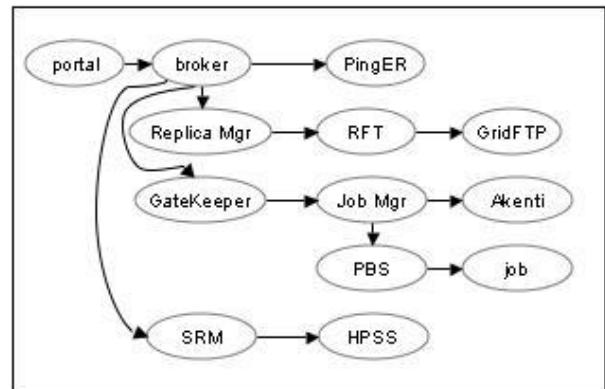 portal
broker
PingER
Replica Mgr
RFT
GridFTP
GateKeeper
Job Mgr
Akenti
PBS
job
SRM
HPSS